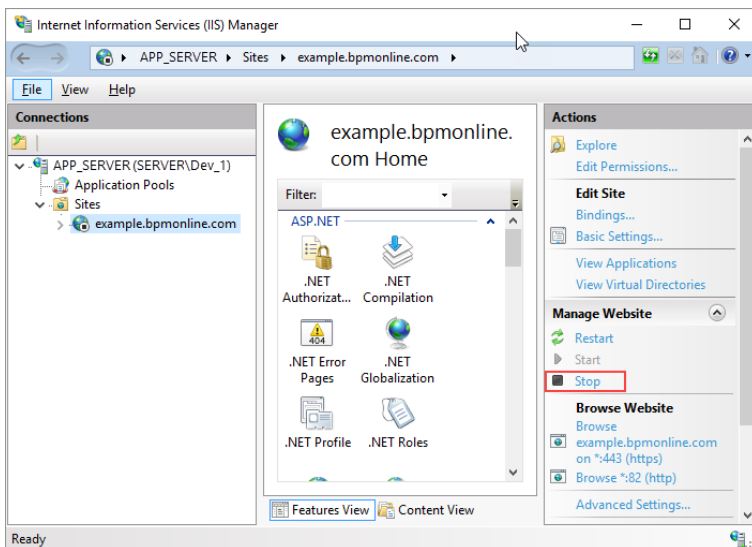 Internet Information Services (IIS) Manager
APP_SERVER Sites example.bpmonline.com
File View Help
Connections
APP_SERVER (SERVER\Dev_1)
Application Pools
Sites
example.bpmonline.com
example.bpmonline.
com Home
Filter:
ASP.NET
.NET
Authorizat...
.NET
Compilation
404
.NET Error
Pages
.NET
Globalization
.NET Profile
.NET Roles
Features View
Content View
Actions
Explore
Edit Permissions...
Edit Site
Bindings...
Basic Settings...
View Applications
View Virtual Directories
Manage Website
Restart
Start
Stop
Browse Website
Browse
example.bpmonline.com
on *:443 (https)
Browse *:82 (http)
Advanced Settings...
Ready